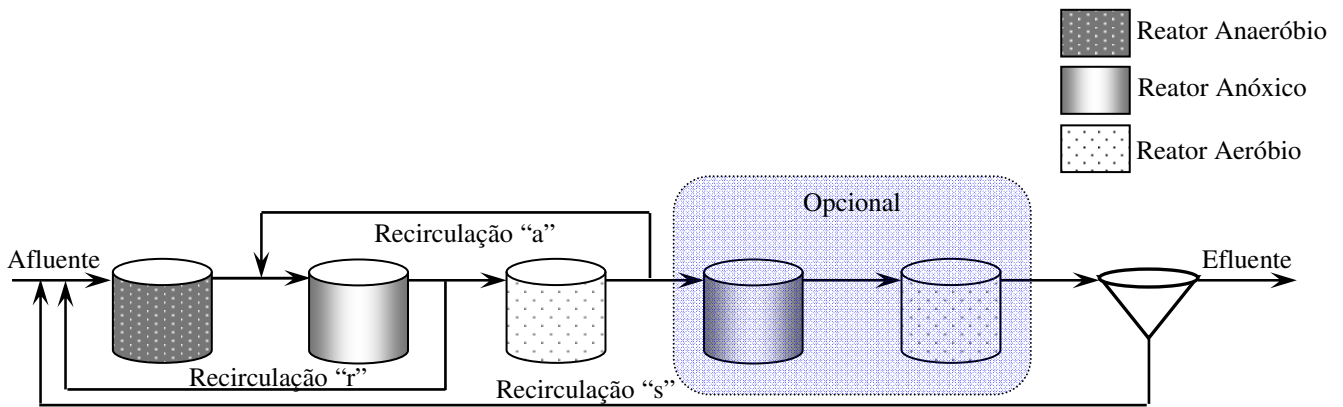 Reator Anaeróbio
Reator Anóxico
Reator Aeróbio
Opcional
Recirculação “a”
Afluente
Efluente
Recirculação “r”
Recirculação “s”